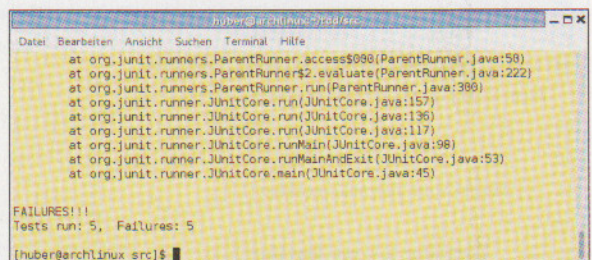 huber@archlinux:~/tdd/src
Datei Bearbeiten Ansicht Suchen Terminal Hilfe
at org.junit.runners.ParentRunner.access$000(ParentRunner.java:50)
at org.junit.runners.ParentRunner$2.evaluate(ParentRunner.java:222)
at org.junit.runners.ParentRunner.run(ParentRunner.java:300)
at org.junit.runner.JUnitCore.run(JUnitCore.java:157)
at org.junit.runner.JUnitCore.run(JUnitCore.java:136)
at org.junit.runner.JUnitCore.run(JUnitCore.java:117)
at org.junit.runner.JUnitCore.runMain(JUnitCore.java:98)
at org.junit.runner.JUnitCore.runMainAndExit(JUnitCore.java:53)
at org.junit.runner.JUnitCore.main(JUnitCore.java:45)
FAILURES!!!
Tests run: 5, Failures: 5
[huber@archlinux src]$